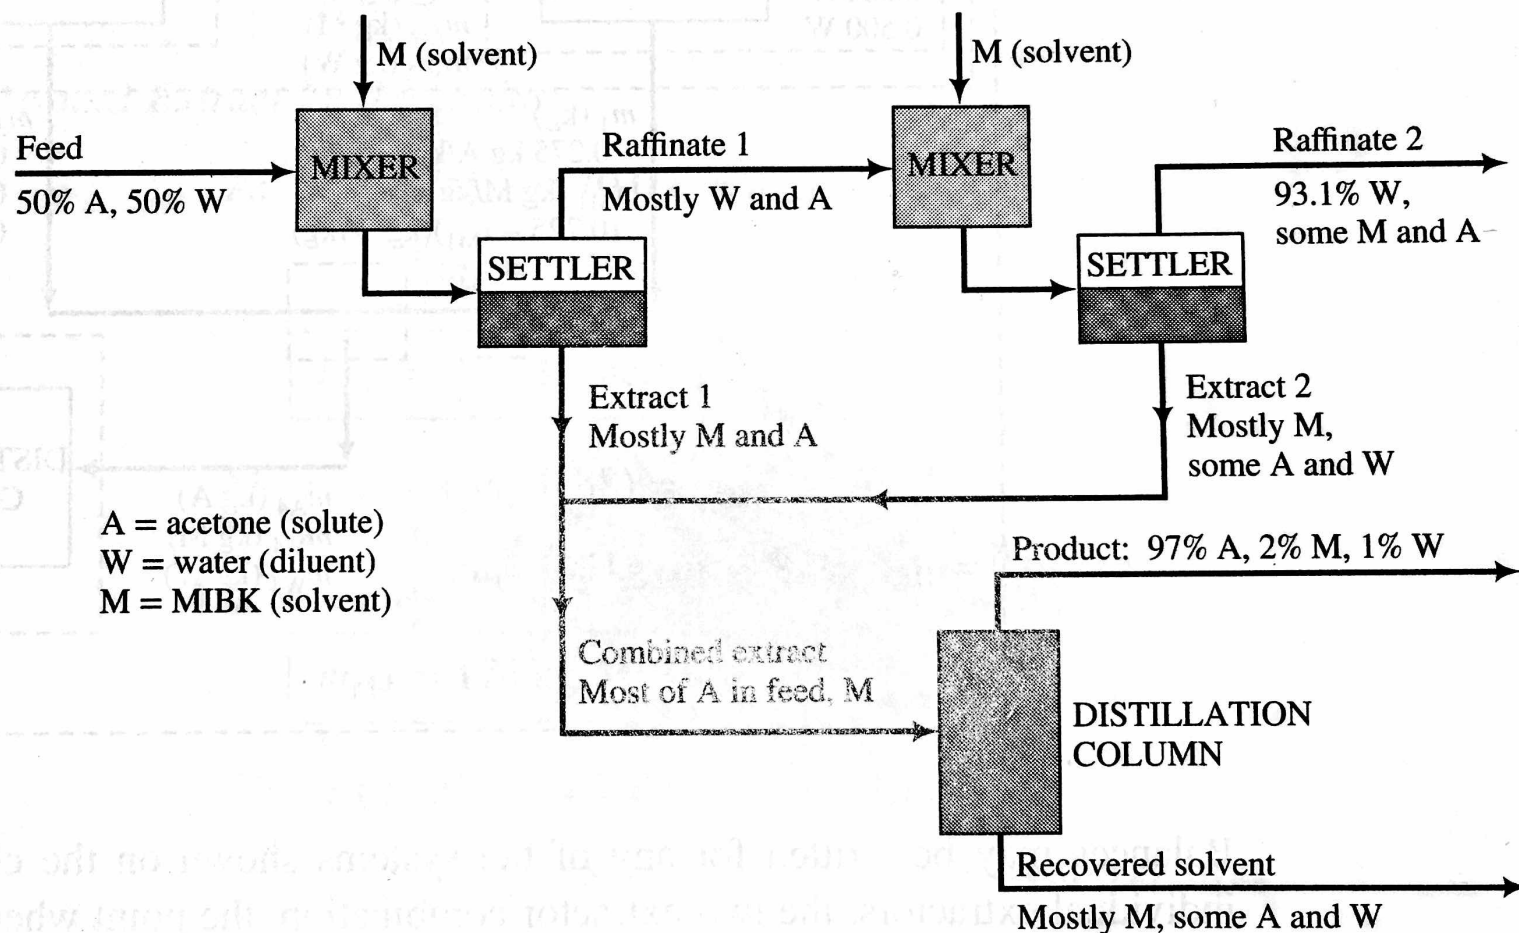 M (solvent)
M (solvent)
Feed
50% A, 50% W
MIXER
Raffinate 1
Mostly W and A
MIXER
Raffinate 2
93.1% W,
some M and A
SETTLER
SETTLER
Extract 1
Mostly M and A
Extract 2
Mostly M,
some A and W
A = acetone (solute)
W = water (diluent)
M = MIBK (solvent)
Product: 97% A, 2% M, 1% W
Combined extract
Most of A in feed, M
DISTILLATION
COLUMN
Recovered solvent
Mostly M, some A and W